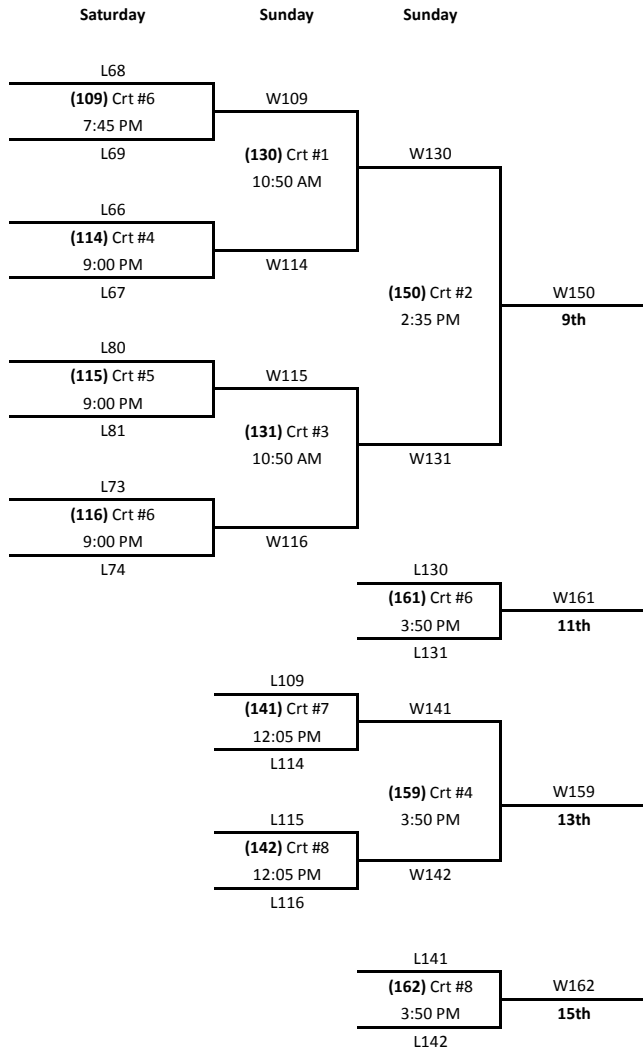 Saturday Sunday Sunday
L68
(109) Crt #6 W109
7:45 PM
L69 (130) Crt #1 W130
10:50 AM
L66
(114) Crt #4
9:00 PM W114
L67 (150) Crt #2 W150
2:35 PM 9th
L80
(115) Crt #5 W115
9:00 PM
L81 (131) Crt #3 W131
10:50 AM
L73
(116) Crt #6
9:00 PM W116
L74 L130
(161) Crt #6 W161
3:50 PM 11th
L131
L109
(141) Crt #7 W141
12:05 PM
L114
(159) Crt #4 W159
L115 3:50 PM 13th
(142) Crt #8
12:05 PM W142
L116
L141
(162) Crt #8 W162
3:50 PM 15th
L142